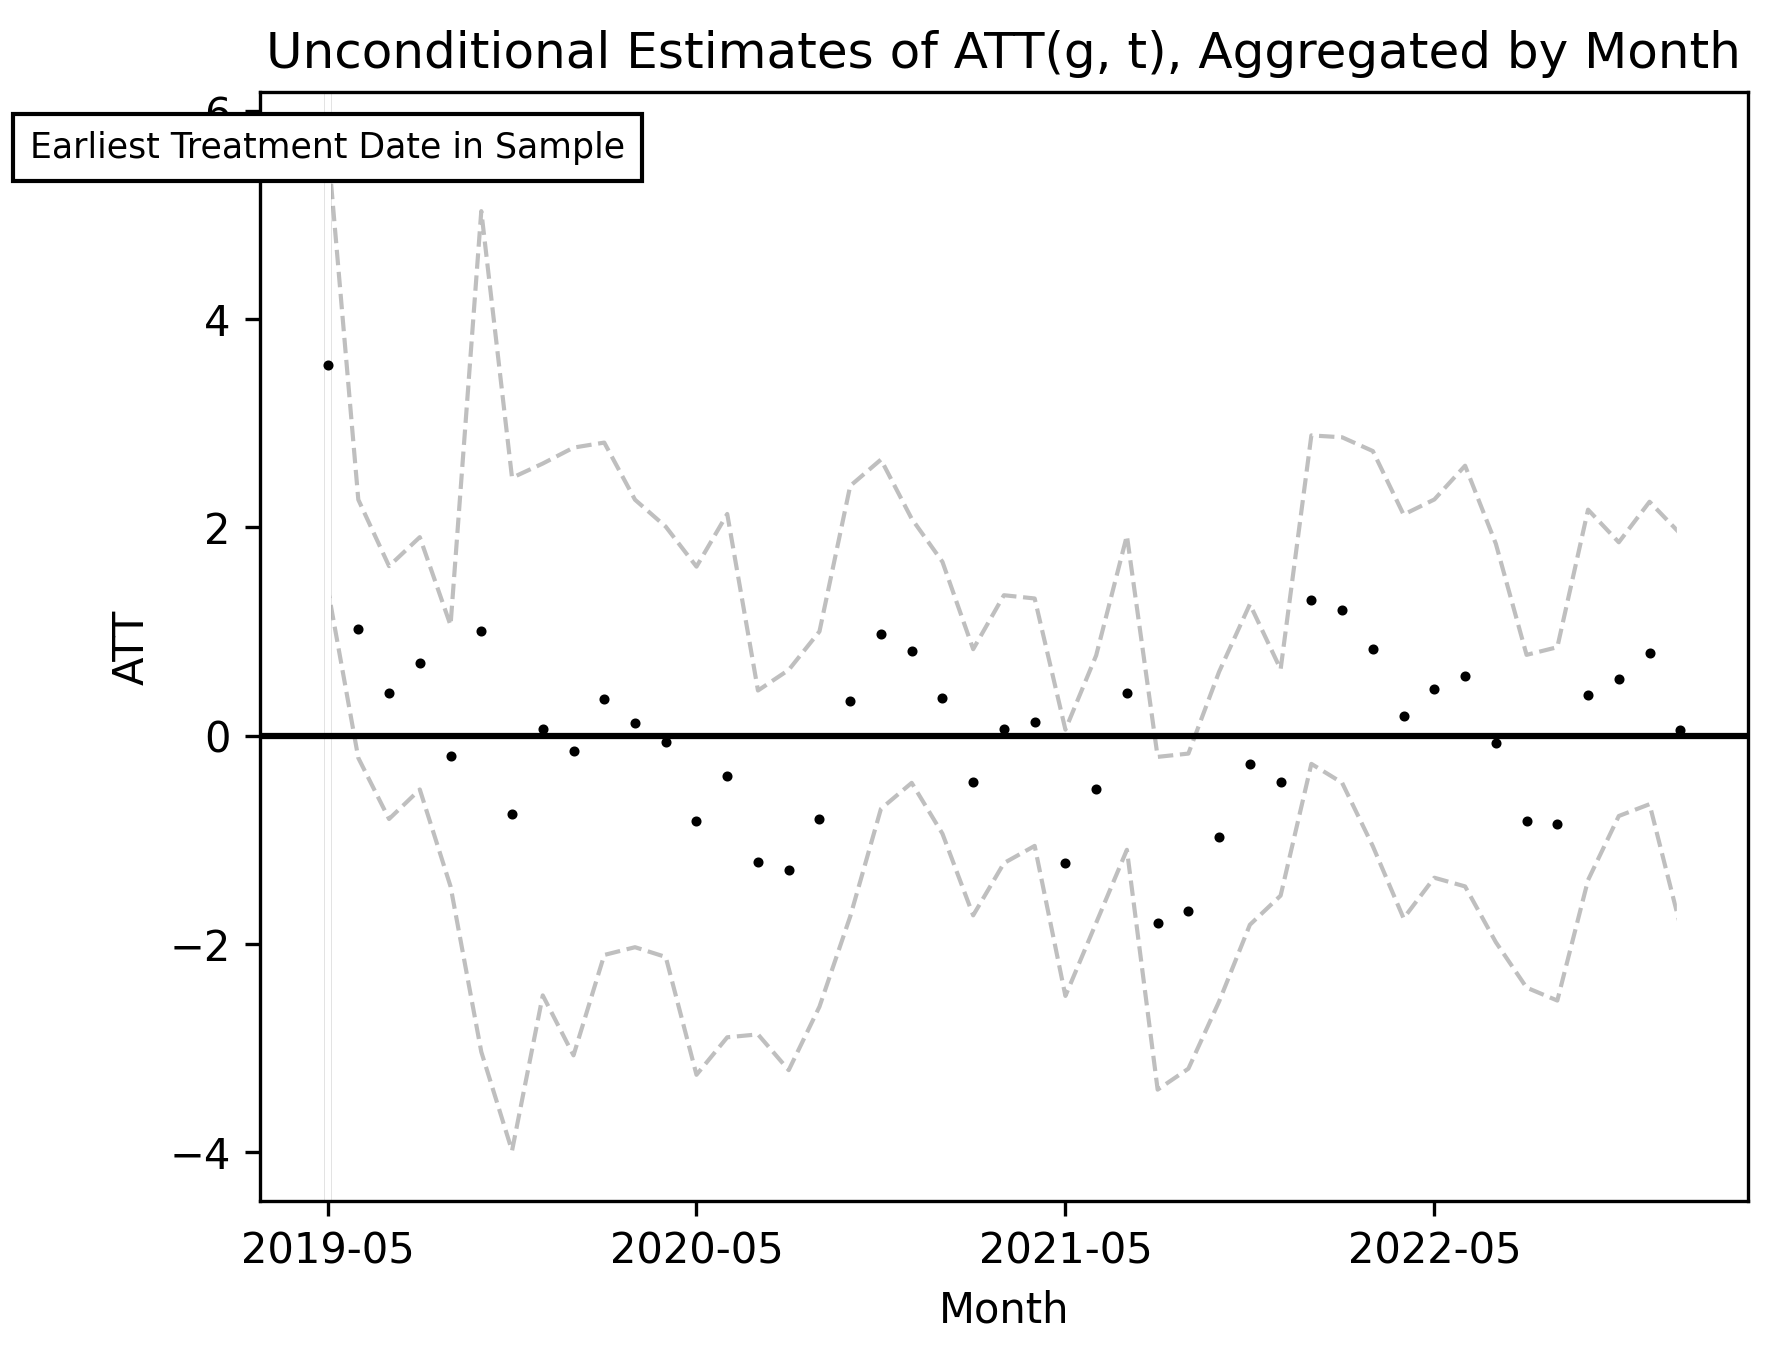 Unconditional Estimates of ATT(g, t), Aggregated by Month
6
Earliest Treatment Date in Sample
4
2
0
−2
−4
ATT
2019-05 2020-05 2021-05 2022-05
Month